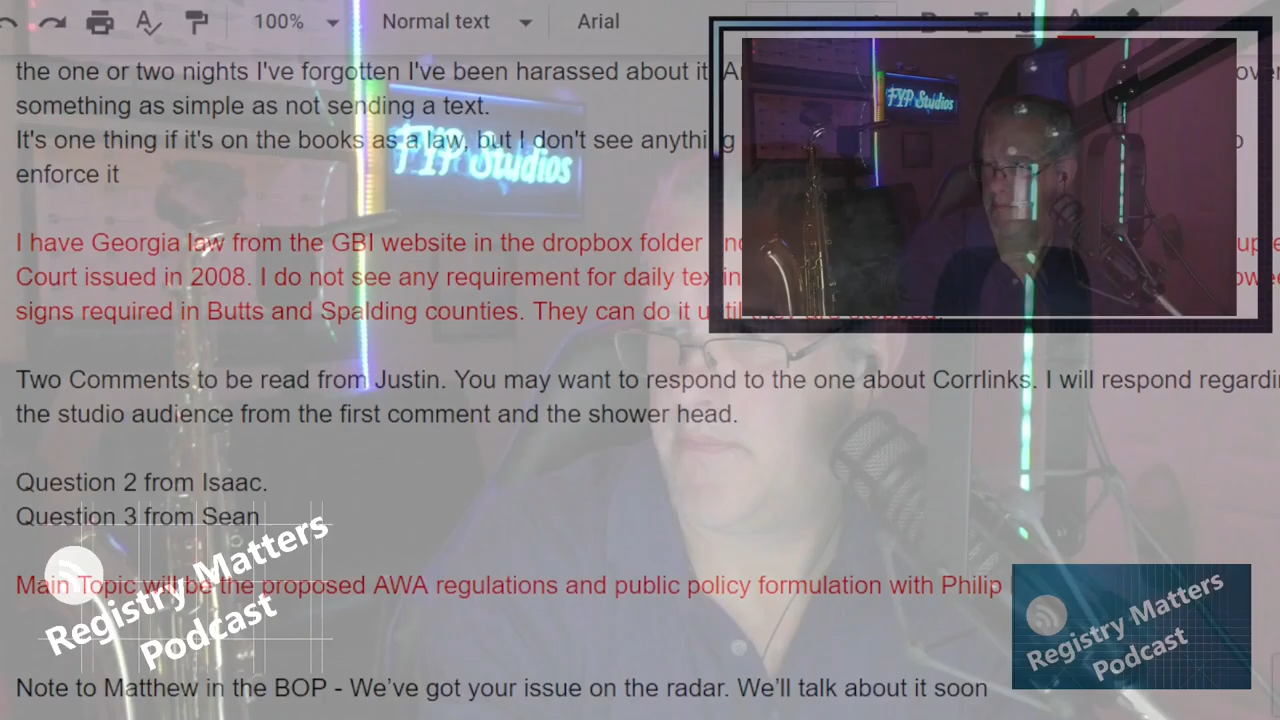 100% Normal text Arial
the one or two nights I've forgotten I've been harassed about it
something as simple as not sending a text.
It's one thing if it's on the books as a law, but I don't see anything
enforce it
I have Georgia law from the GBI website in the dropbox folder
Court issued in 2008. I do not see any requirement for daily
signs required in Butts and Spalding counties. They can do it until they are stopped.
Two Comments to be read from Justin. You may want to respond to the one about Corrlinks. I will respond
the studio audience from the first comment and the shower head.
Question 2 from Isaac.
Question 3 from Sean
Main Topic will be the proposed AWA regulations and public policy formulation with Philip
Note to Matthew in the BOP - We've got your issue on the radar. We'll talk about it soon
FYP Studios
FYP Studios
Registry Matters
Podcast
Registry Matters
Podcast